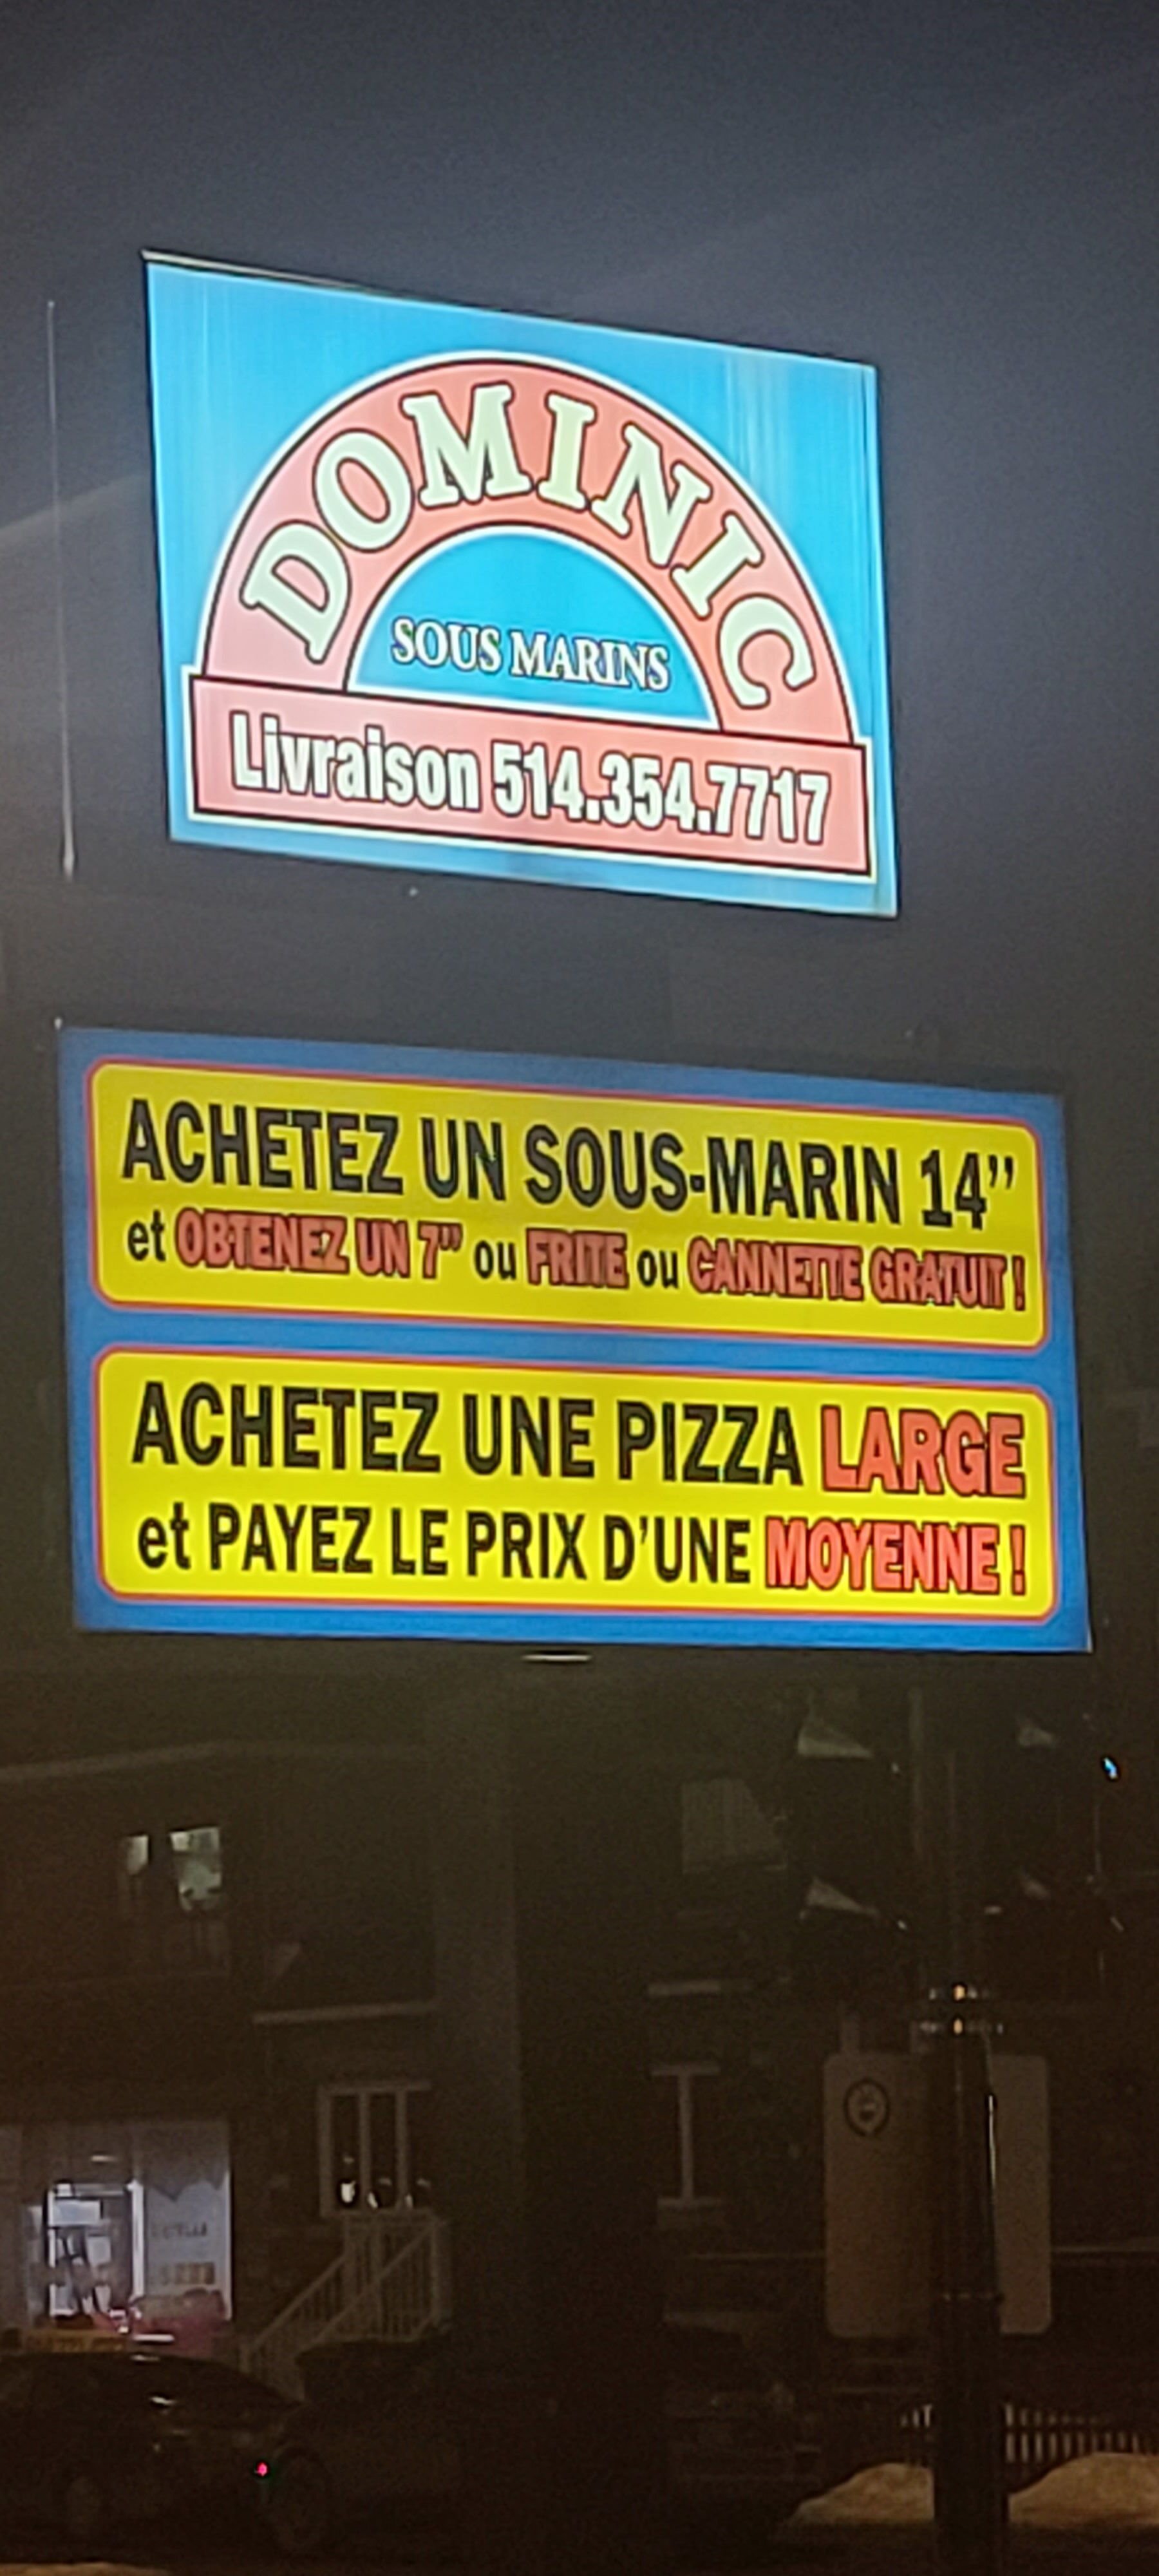 DOMINIC
SOUS MARINS
Livraison 514.354.7717
ACHETEZ UN SOUS-MARIN 14’’
et OBTENEZ UN 7’’ ou FRITE ou CANNETTE GRATUIT !
ACHETEZ UNE PIZZA LARGE
et PAYEZ LE PRIX D’UNE MOYENNE !